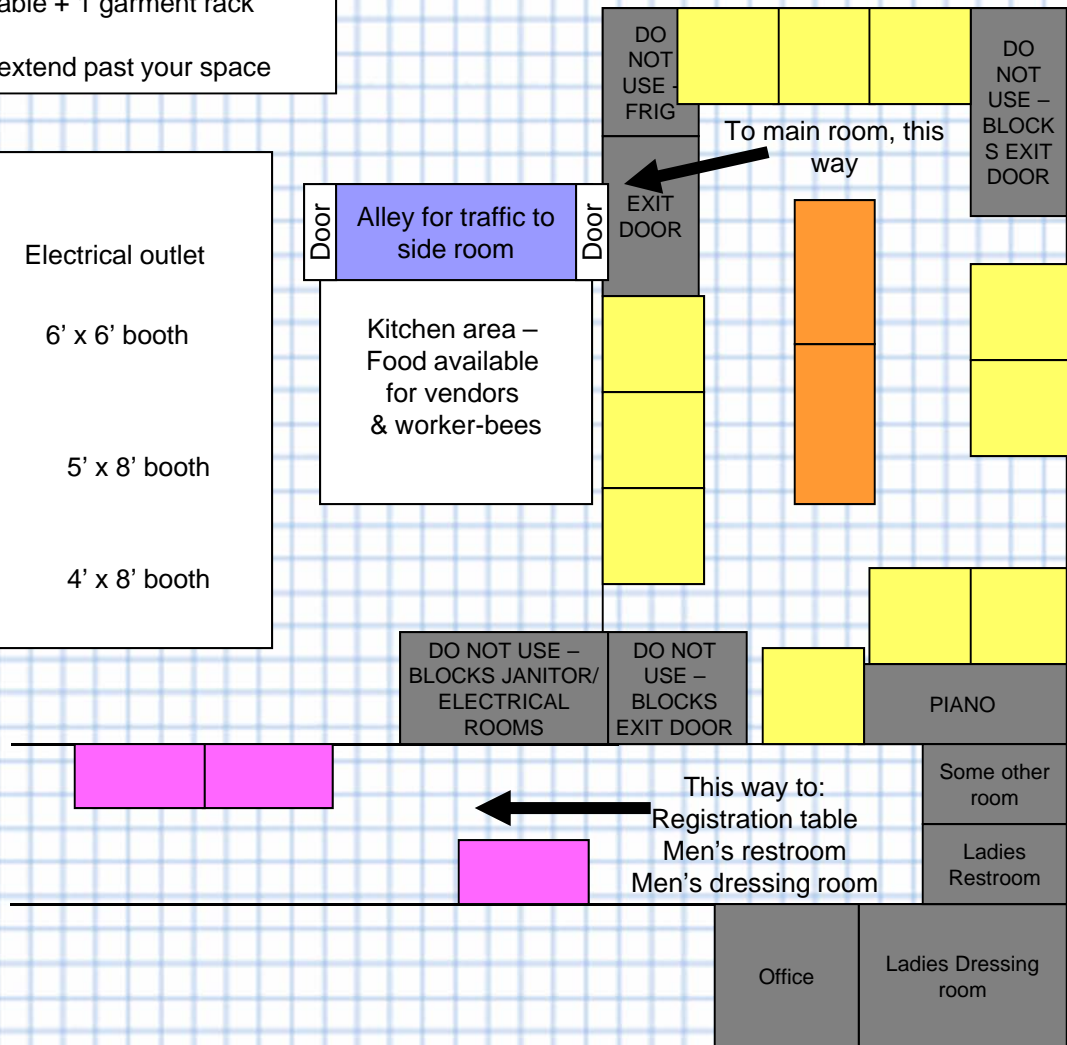 + 1 garment rack
extend past your space
DO
NOT
USE -
FRIG
DO
NOT
USE –
BLOCK
S EXIT
DOOR
To main room, this
way
EXIT
DOOR
Door
Alley for traffic to
side room
Door
Electrical outlet
6’ x 6’ booth
5’ x 8’ booth
4’ x 8’ booth
Kitchen area –
Food available
for vendors
& worker-bees
DO NOT USE –
BLOCKS JANITOR/
ELECTRICAL
ROOMS
DO NOT
USE –
BLOCKS
EXIT DOOR
PIANO
This way to:
Registration table
Men’s restroom
Men’s dressing room
Some other
room
Ladies
Restroom
Office
Ladies Dressing
room